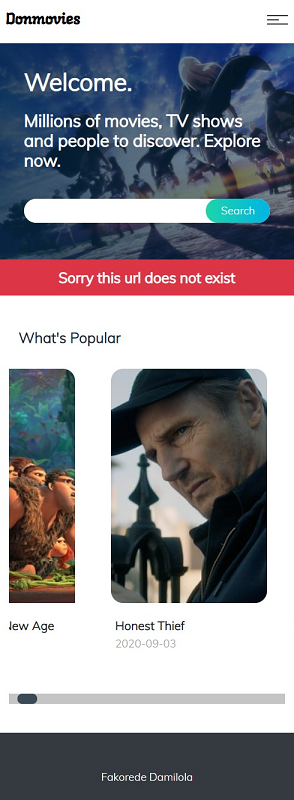 Donmovies
Welcome.
Millions of movies, TV shows
and people to discover. Explore
now.
Search
Sorry this url does not exist
What's Popular
New Age
Honest Thief
2020-09-03
Fakorede Damilola